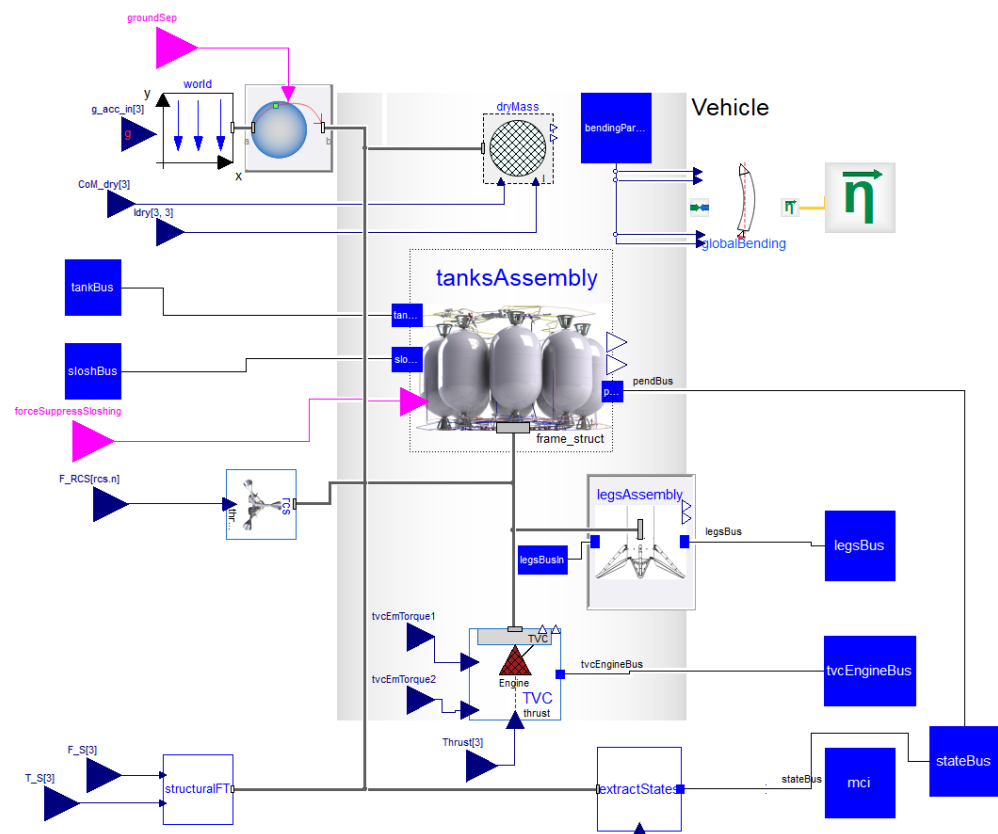 groundSep
world
y
g_acc_in[3]
g
a
b
x
dryMass
I
bendingPar...
Vehicle
CoM_dry[3]
Idry[3, 3]
η
η
globalBending
tanksAssembly
tankBus
tan...
sloshBus
slo...
p...
pendBus
forceSuppressSloshing
frame_struct
F_RCS[rcs.n]
thr...
rcs
legsAssembly
legsBusIn
legsBus
legsBus
tvcEmTorque1
TVC
Engine
tvcEmTorque2
TVC
thrust
tvcEngineBus
tvcEngineBus
Thrust[3]
F_S[3]
T_S[3]
structuralFT
extractStates
stateBus
:
mci
stateBus